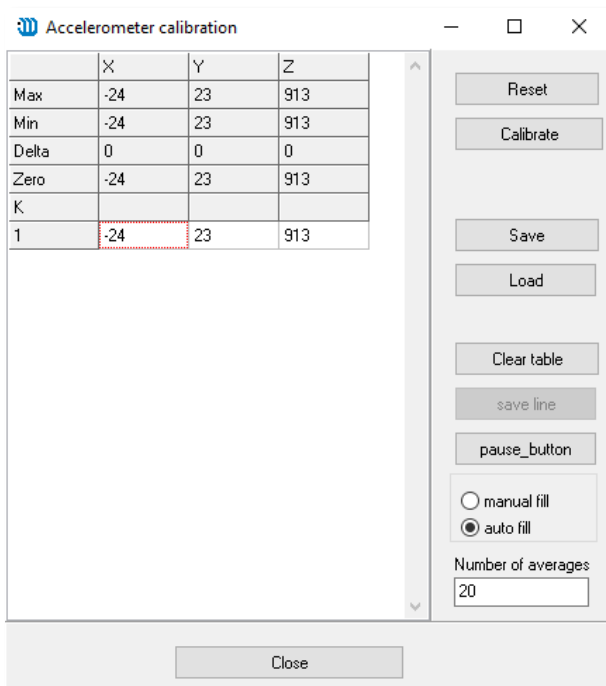 Accelerometer calibration
X Y Z
Max -24 23 913
Min -24 23 913
Delta 0 0 0
Zero -24 23 913
K
1 -24 23 913
Reset
Calibrate
Save
Load
Clear table
save line
pause_button
manual fill
auto fill
Number of averages
20
Close